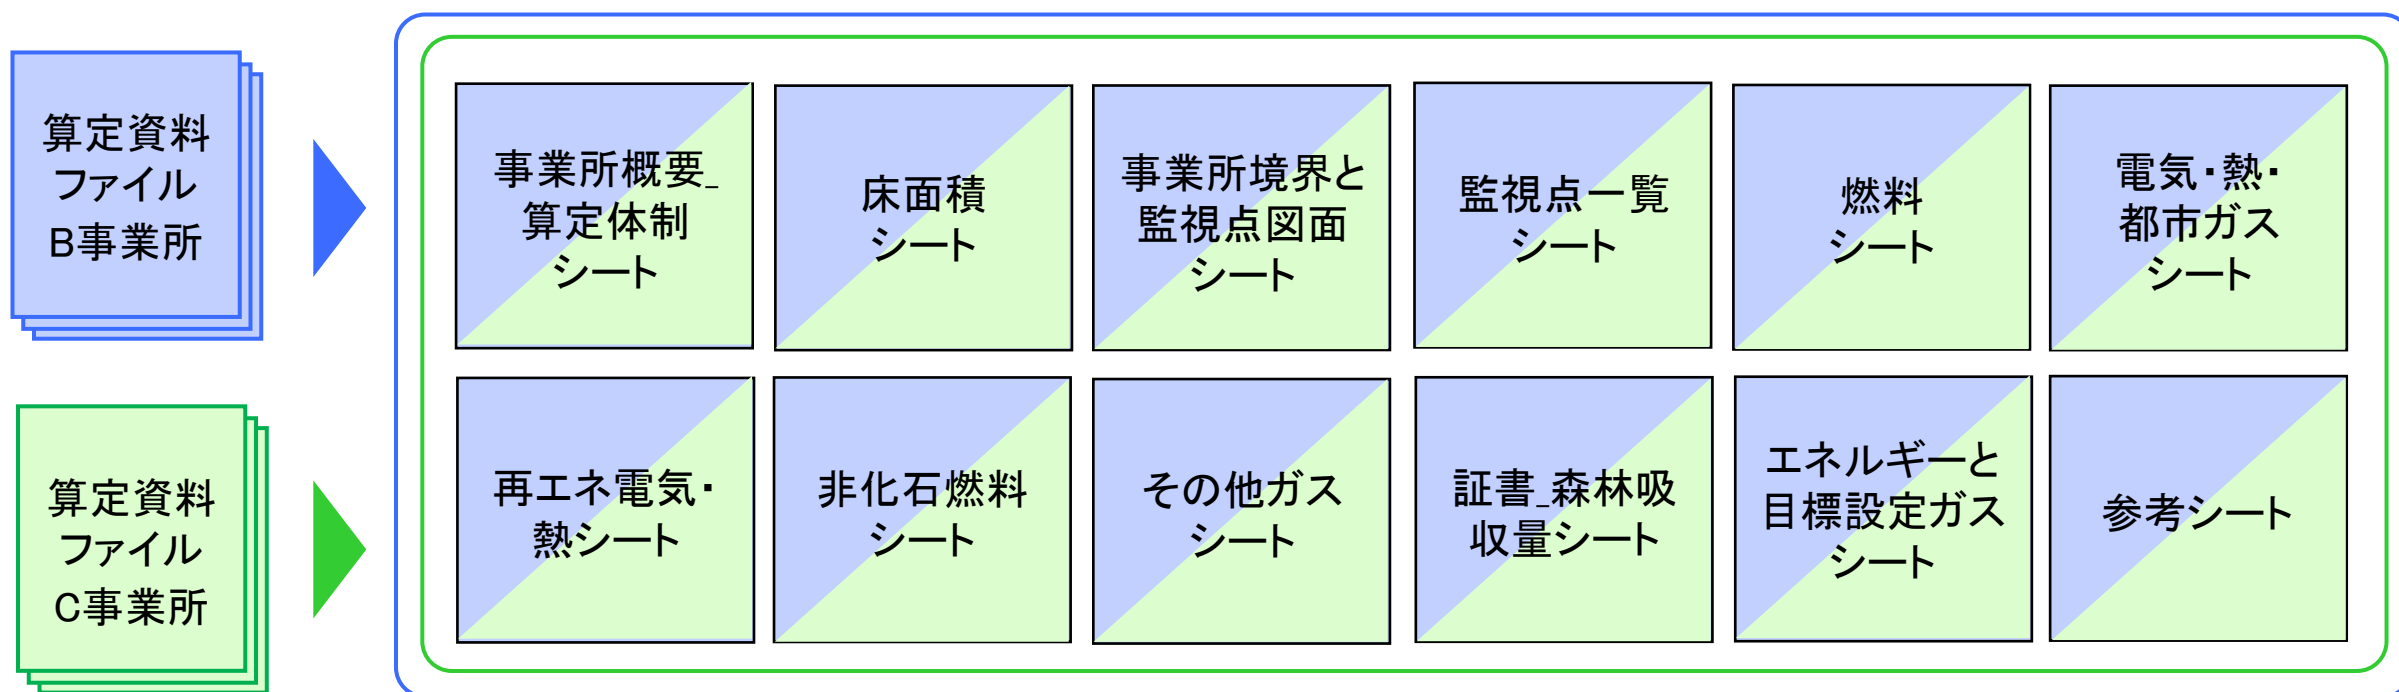 算定資料
ファイル
B事業所
事業所概要_
算定体制
シート
床面積
シート
事業所境界と
監視点図面
シート
監視点一覧
シート
燃料
シート
電気・熱・
都市ガス
シート
算定資料
ファイル
C事業所
再エネ電気・
熱シート
非化石燃料
シート
その他ガス
シート
証書_森林吸
収量シート
エネルギーと
目標設定ガス
シート
参考シート